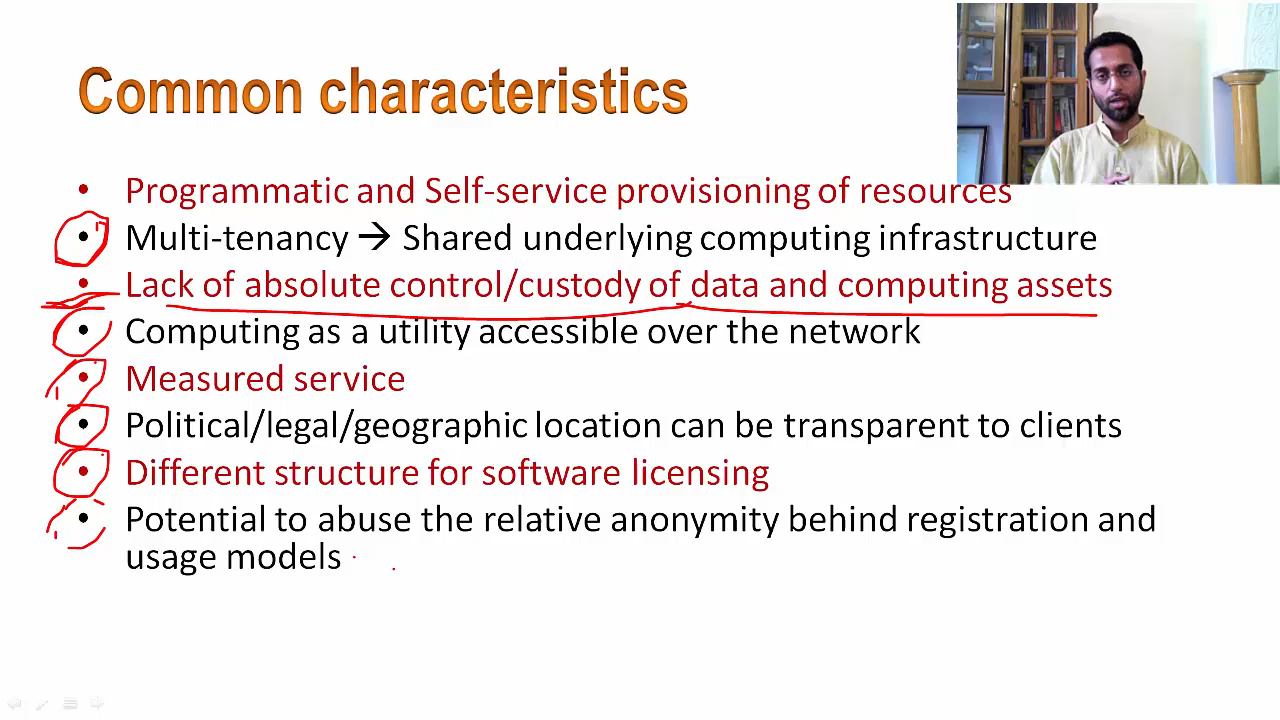 Common characteristics
• Programmatic and Self-service provisioning of resources
• Multi-tenancy → Shared underlying computing infrastructure
• Lack of absolute control/custody of data and computing assets
• Computing as a utility accessible over the network
• Measured service
• Political/legal/geographic location can be transparent to clients
• Different structure for software licensing
• Potential to abuse the relative anonymity behind registration and
usage models